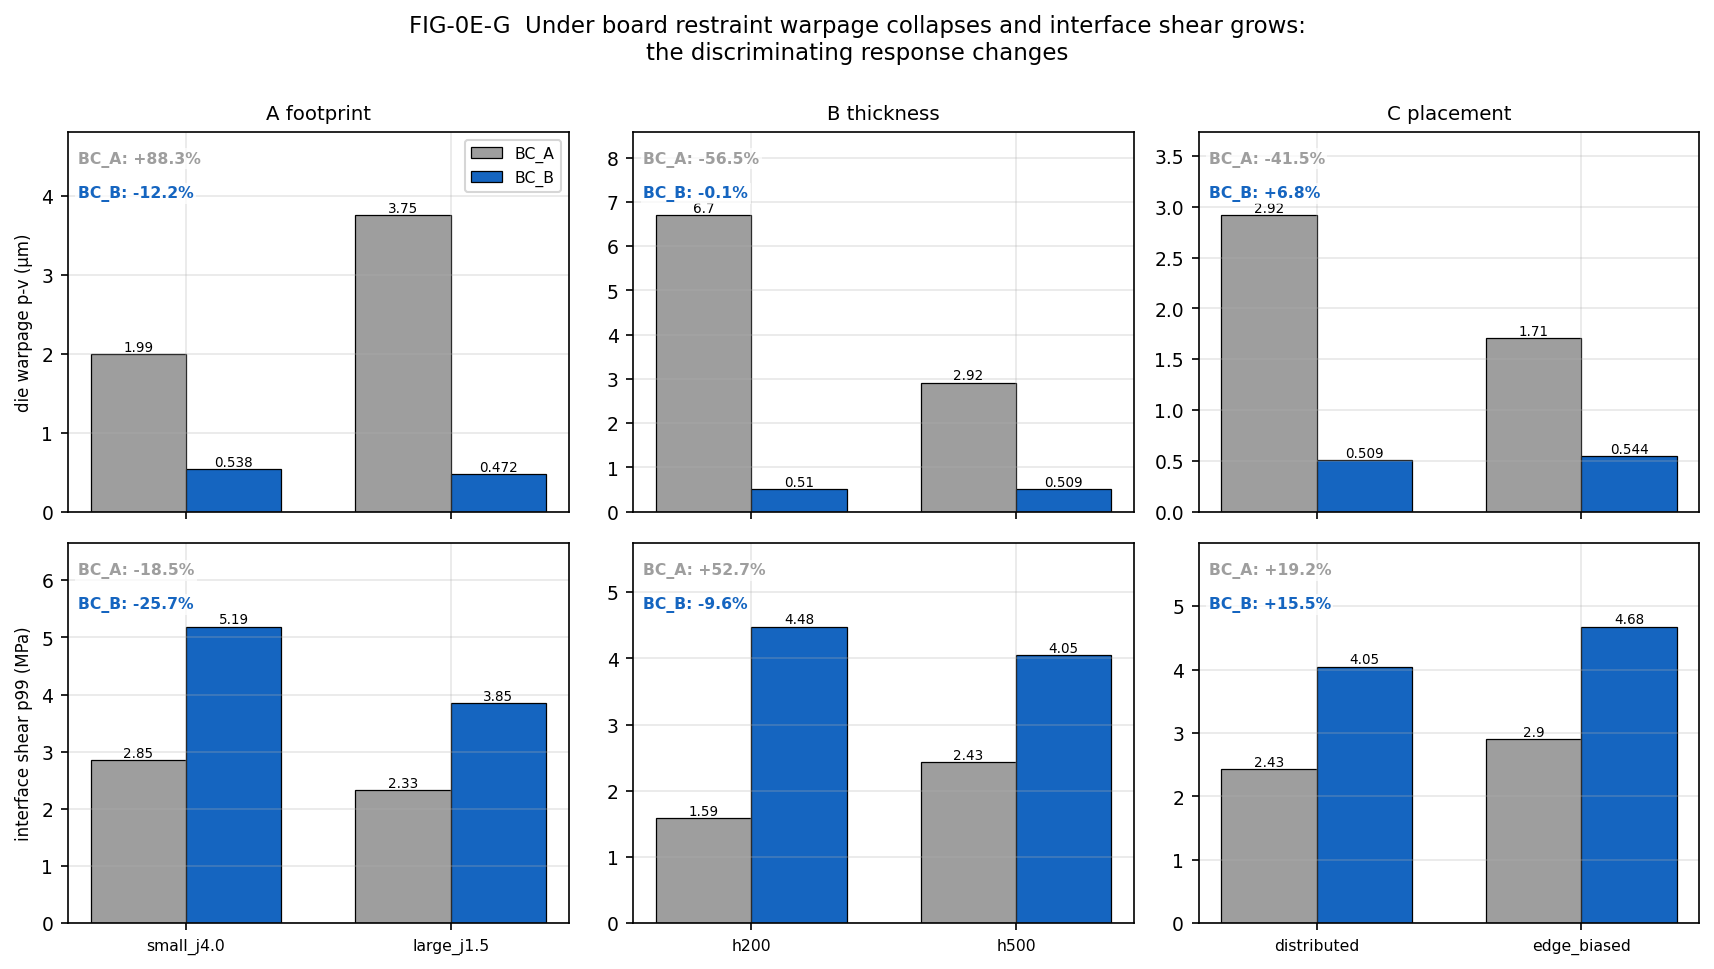 FIG-0E-G  Under board restraint warpage collapses and interface shear grows:
the discriminating response changes
A footprint
B thickness
C placement
die warpage p-v (µm)
4
3
2
1
0
BC_A: +88.3%
BC_B: -12.2%
BC_A
BC_B
1.99
0.538
3.75
0.472
8
7
6
5
4
3
2
1
0
BC_A: -56.5%
BC_B: -0.1%
6.7
0.51
2.92
0.509
3.5
3.0
2.5
2.0
1.5
1.0
0.5
0.0
BC_A: -41.5%
BC_B: +6.8%
2.92
0.509
1.71
0.544
interface shear p99 (MPa)
6
5
4
3
2
1
0
BC_A: -18.5%
BC_B: -25.7%
2.85
5.19
2.33
3.85
small_j4.0
large_j1.5
5
4
3
2
1
0
BC_A: +52.7%
BC_B: -9.6%
1.59
4.48
2.43
4.05
h200
h500
5
4
3
2
1
0
BC_A: +19.2%
BC_B: +15.5%
2.43
4.05
2.9
4.68
distributed
edge_biased